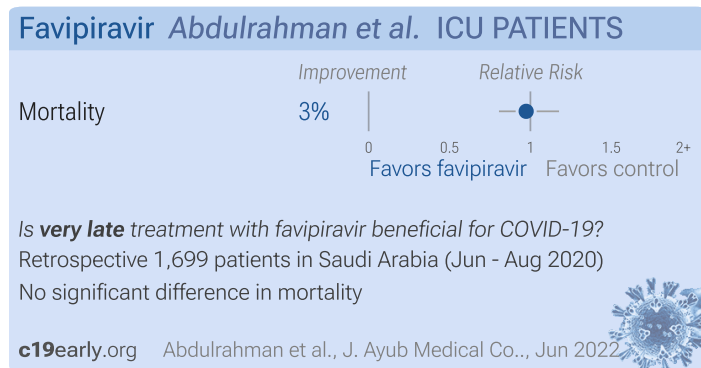 Favipiravir Abdulrahman et al. ICU PATIENTS
Improvement Relative Risk
Mortality 3%
0 0.5 1 1.5 2+
Favors favipiravir Favors control
Is very late treatment with favipiravir beneficial for COVID-19?
Retrospective 1,699 patients in Saudi Arabia (Jun - Aug 2020)
No significant difference in mortality
c19early.org Abdulrahman et al., J. Ayub Medical Co.., Jun 2022